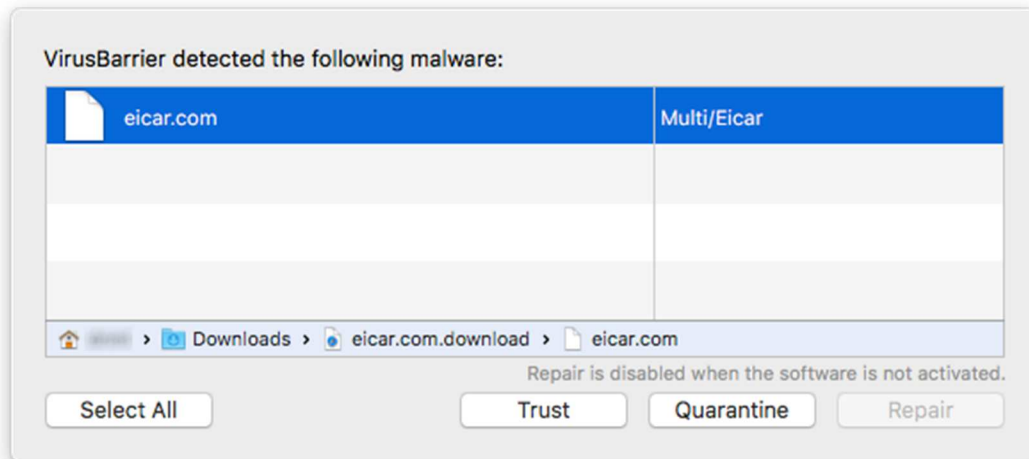 VirusBarrier detected the following malware:
eicar.com Multi/Eicar
› Downloads › eicar.com.download › eicar.com
Repair is disabled when the software is not activated.
Select All Trust Quarantine Repair